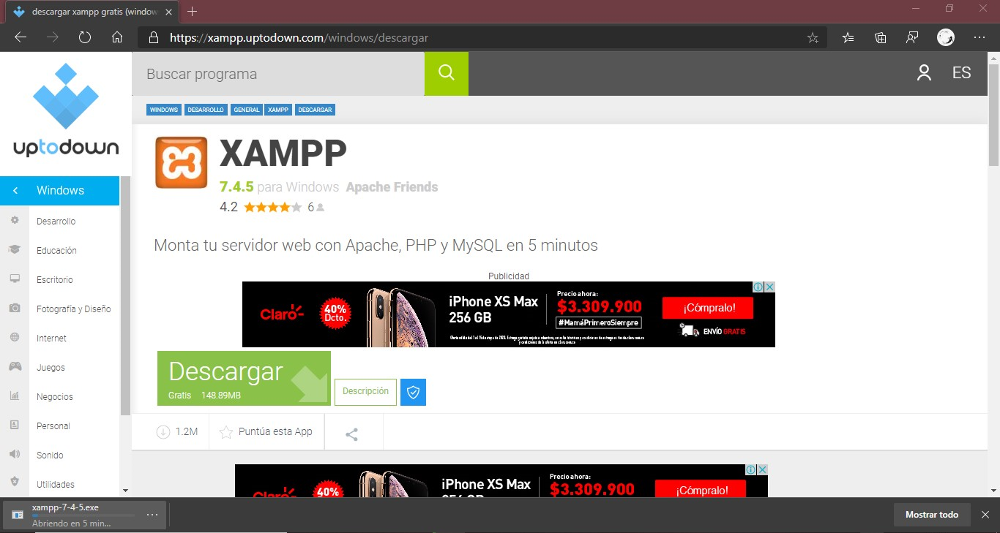 descargar xampp gratis (window
https://xampp.uptodown.com/windows/descargar
Buscar programa
ES
uptodown
WINDOWS DESARROLLO GENERAL XAMPP DESCARGAR
XAMPP
7.4.5 para Windows Apache Friends
4.2 6
Monta tu servidor web con Apache, PHP y MySQL en 5 minutos
Windows
Desarrollo
Educación
Escritorio
Fotografía y Diseño
Internet
Juegos
Negocios
Personal
Sonido
Utilidades
Publicidad
Claro
40%
Dcto.
iPhone XS Max
256 GB
Precio ahora:
$3.309.900
#MamáPrimeroSiempre
¡Cómpralo!
ENVÍO GRATIS
Descargar
Gratis 148.89MB
Descripción
1.2M
Puntúa esta App
Claro
40%
iPhone XS Max
256 GB
Precio ahora:
$3.309.900
¡Cómpralo!
xampp-7-4-5.exe
Abriendo en 5 min...
Mostrar todo